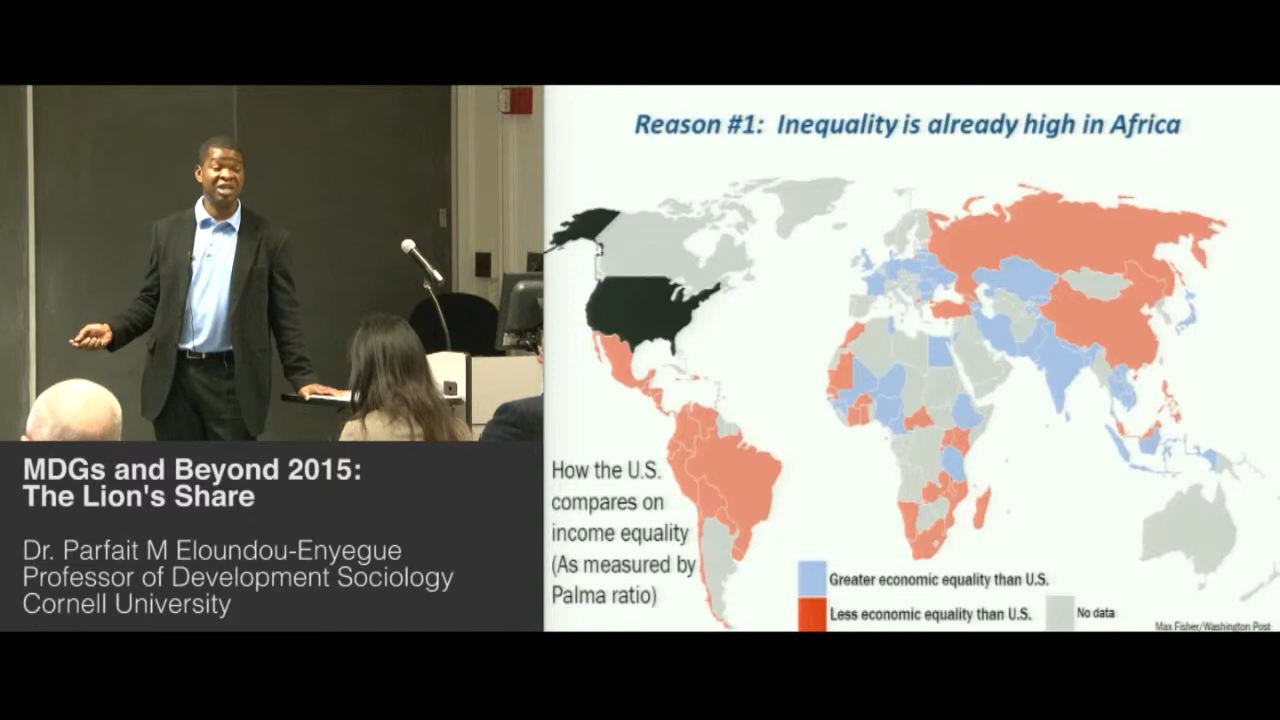 Reason #1: Inequality is already high in Africa
How the U.S.
compares on
income equality
(As measured by
Palma ratio)
Greater economic equality than U.S.
Less economic equality than U.S.
No data
Max Fisher/Washington Post
MDGs and Beyond 2015:
The Lion's Share
Dr. Parfait M Eloundou-Enyegue
Professor of Development Sociology
Cornell University